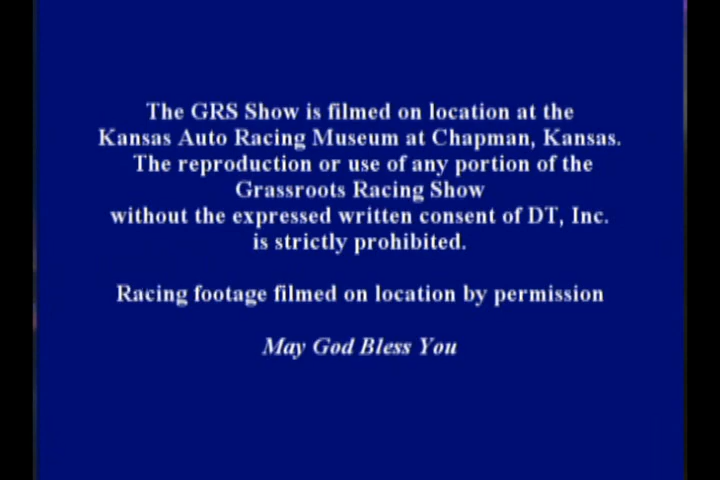 The GRS Show is filmed on location at the
Kansas Auto Racing Museum at Chapman, Kansas.
The reproduction or use of any portion of the
Grassroots Racing Show
without the expressed written consent of DT, Inc.
is strictly prohibited.
Racing footage filmed on location by permission
May God Bless You